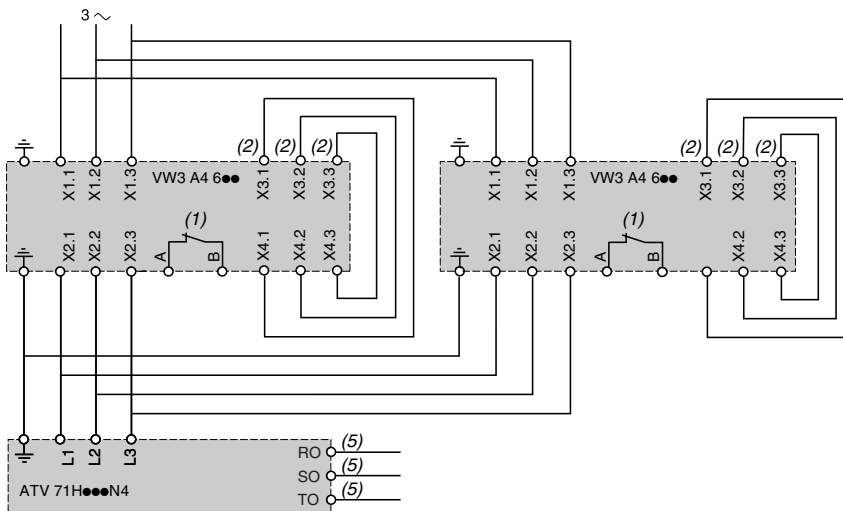 3 ~
(2) (2) (2)
(2) (2) (2)
X1.1 X1.2 X1.3 VW3 A4 6●● X3.1 X3.2 X3.3
X1.1 X1.2 X1.3 VW3 A4 6●● X3.1 X3.2 X3.3
(1)
(1)
X2.1 X2.2 X2.3 A B X4.1 X4.2 X4.3
X2.1 X2.2 X2.3 A B X4.2 X4.3
L1 L2 L3
RO (5)
SO (5)
ATV 71H●●●N4
TO (5)